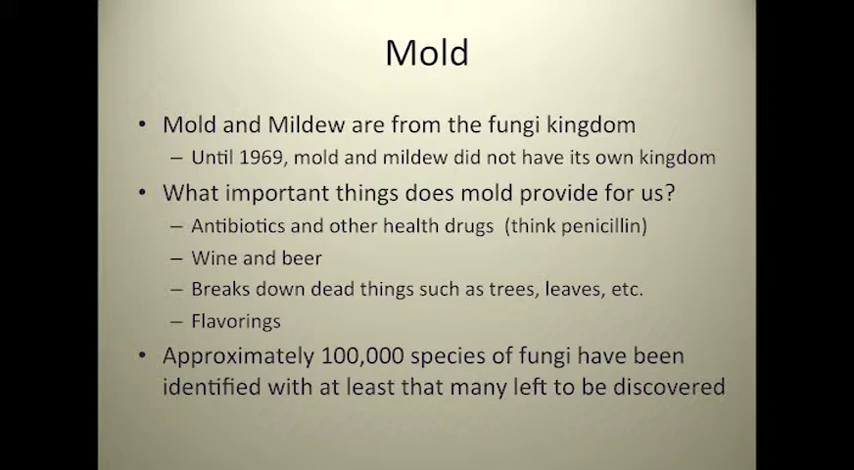 Mold
• Mold and Mildew are from the fungi kingdom
– Until 1969, mold and mildew did not have its own kingdom
• What important things does mold provide for us?
– Antibiotics and other health drugs (think penicillin)
– Wine and beer
– Breaks down dead things such as trees, leaves, etc.
– Flavorings
• Approximately 100,000 species of fungi have been
identified with at least that many left to be discovered